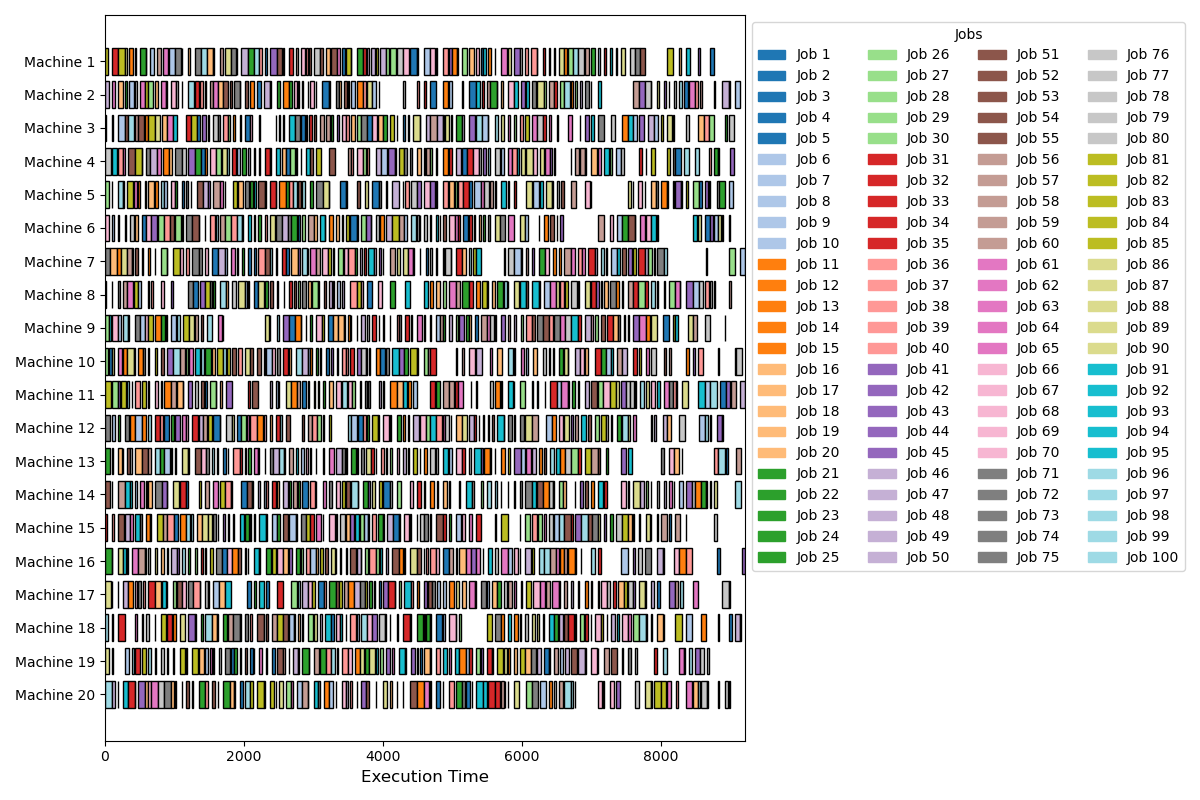 Machine 1
Machine 2
Machine 3
Machine 4
Machine 5
Machine 6
Machine 7
Machine 8
Machine 9
Machine 10
Machine 11
Machine 12
Machine 13
Machine 14
Machine 15
Machine 16
Machine 17
Machine 18
Machine 19
Machine 20
0 2000 4000 6000 8000
Execution Time
Jobs
Job 1 Job 26 Job 51 Job 76
Job 2 Job 27 Job 52 Job 77
Job 3 Job 28 Job 53 Job 78
Job 4 Job 29 Job 54 Job 79
Job 5 Job 30 Job 55 Job 80
Job 6 Job 31 Job 56 Job 81
Job 7 Job 32 Job 57 Job 82
Job 8 Job 33 Job 58 Job 83
Job 9 Job 34 Job 59 Job 84
Job 10 Job 35 Job 60 Job 85
Job 11 Job 36 Job 61 Job 86
Job 12 Job 37 Job 62 Job 87
Job 13 Job 38 Job 63 Job 88
Job 14 Job 39 Job 64 Job 89
Job 15 Job 40 Job 65 Job 90
Job 16 Job 41 Job 66 Job 91
Job 17 Job 42 Job 67 Job 92
Job 18 Job 43 Job 68 Job 93
Job 19 Job 44 Job 69 Job 94
Job 20 Job 45 Job 70 Job 95
Job 21 Job 46 Job 71 Job 96
Job 22 Job 47 Job 72 Job 97
Job 23 Job 48 Job 73 Job 98
Job 24 Job 49 Job 74 Job 99
Job 25 Job 50 Job 75 Job 100